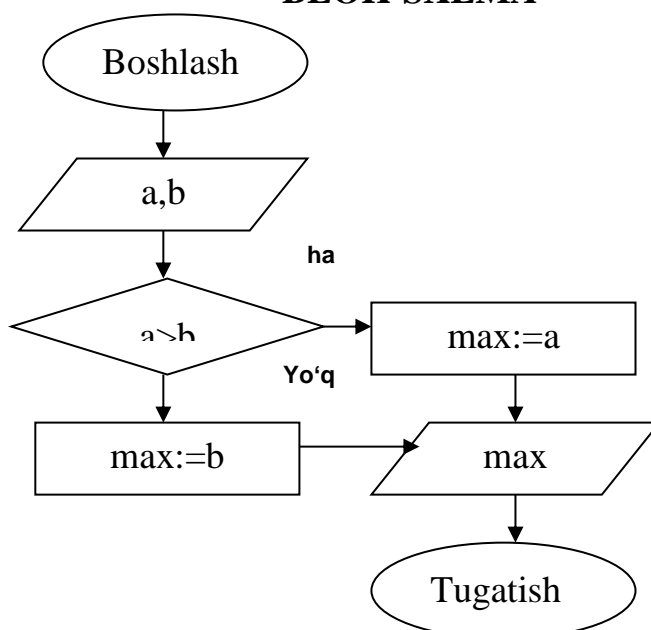 Boshlash
a,b
ha
a>b
max:=a
Yo‘q
max:=b
max
Tugatish